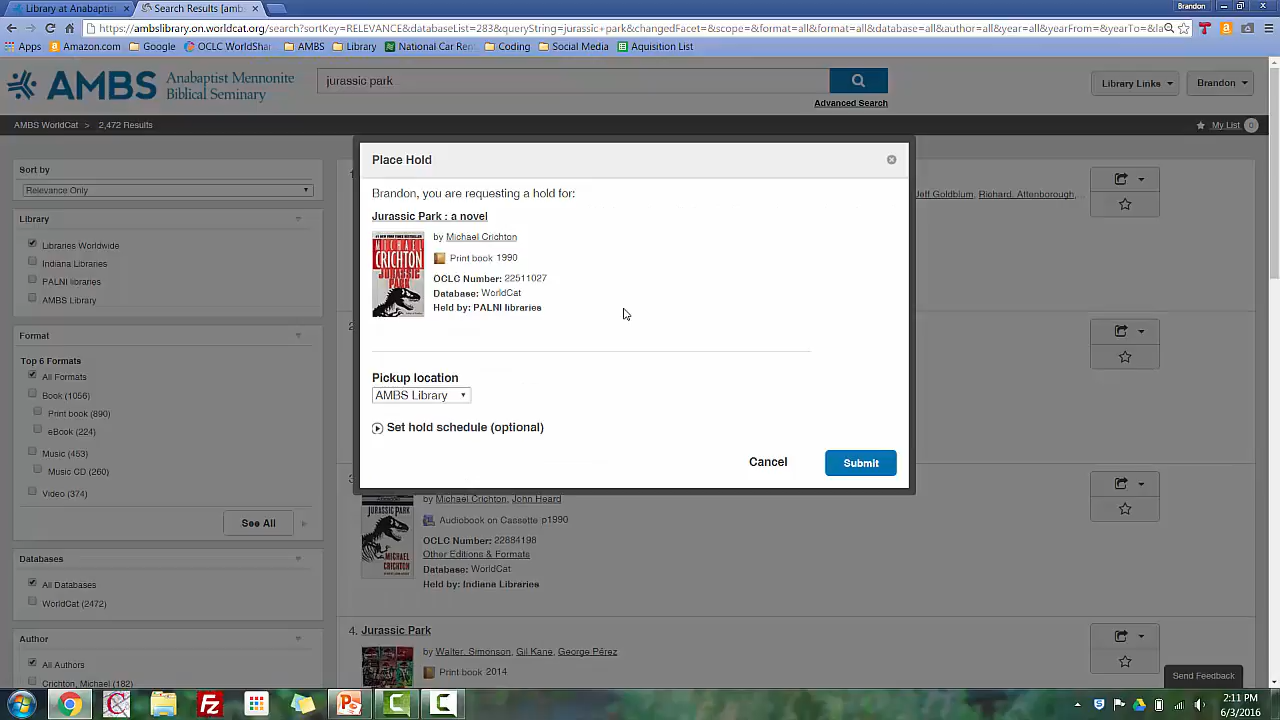 Library at Anabaptist
Search Results [amb
Brandon
https://ambslibrary.on.worldcat.org/search?sortKey=RELEVANCE&databaseList=283&queryString=jurassic+park&changedFacet=&scope=&format=all&format=all&database=all&author=all&year=all&yearFrom=&yearTo=&la
Apps
Amazon.com
Google
OCLC WorldShar
AMBS
Library
National Car Ren
Coding
Social Media
Aquisition List
AMBS
Anabaptist Mennonite
Biblical Seminary
jurassic park
Advanced Search
Library Links
Brandon
AMBS WorldCat > 2,472 Results
My List 0
Sort by
Relevance Only
Library
Libraries Worldwide
Indiana Libraries
PALNI libraries
AMBS Library
Format
Top 6 Formats
All Formats
Book (1056)
Print book (890)
eBook (224)
Music (453)
Music CD (260)
Video (374)
See All
Databases
All Databases
WorldCat (2472)
Author
All Authors
Crichton, Michael (182)
Jeff Goldblum, Richard. Attenborough,...
Place Hold
Brandon, you are requesting a hold for:
Jurassic Park : a novel
MICHAEL
CRICHTON
JURASSIC
PARK
by Michael Crichton
Print book 1990
OCLC Number: 22511027
Database: WorldCat
Held by: PALNI libraries
Pickup location
AMBS Library
Set hold schedule (optional)
Cancel
Submit
by Michael Crichton, John Heard
JURASSIC PARK
MICHAEL
CRICHTON
Audiobook on Cassette p1990
OCLC Number: 22884198
Other Editions & Formats
Database: WorldCat
Held by: Indiana Libraries
4. Jurassic Park
by Walter. Simonson, Gil Kane, George Pérez
Print book 2014
Send Feedback
2:11 PM
6/3/2016